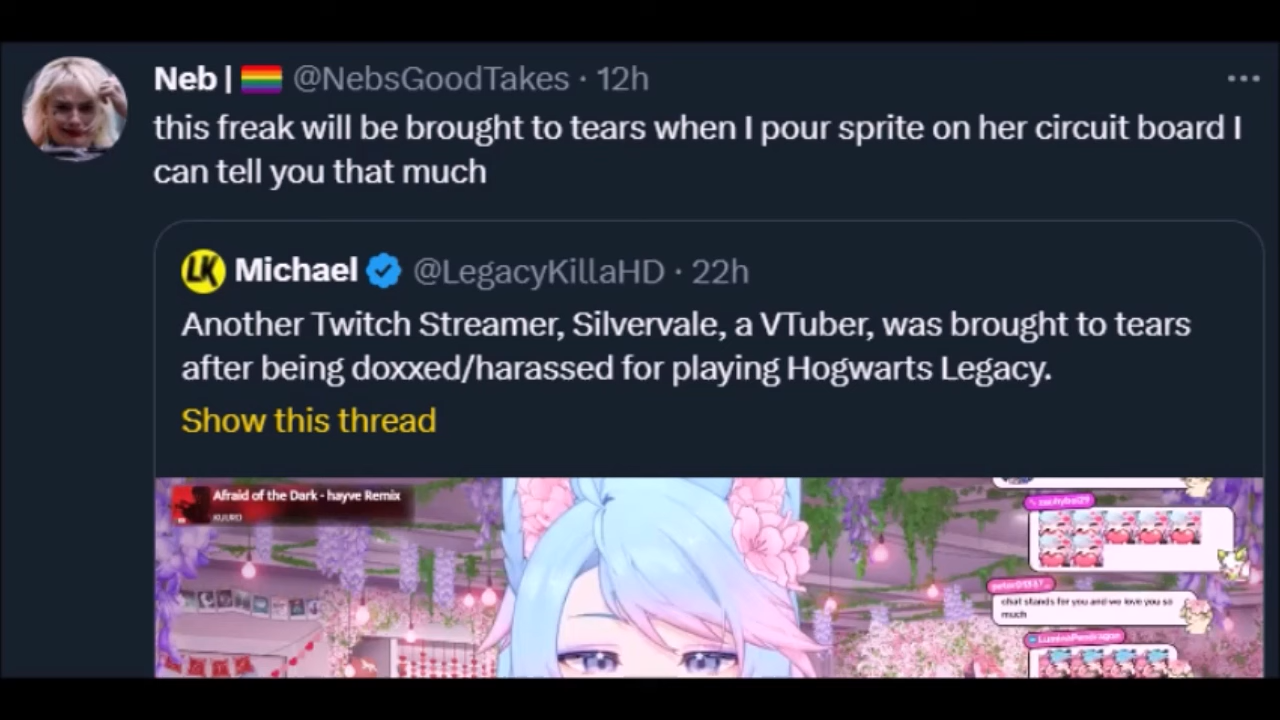 Neb | 🏳️‍🌈 @NebsGoodTakes · 12h
this freak will be brought to tears when I pour sprite on her circuit board I
can tell you that much
LK Michael @LegacyKillaHD · 22h
Another Twitch Streamer, Silvervale, a VTuber, was brought to tears
after being doxxed/harassed for playing Hogwarts Legacy.
Show this thread
Afraid of the Dark - hayve Remix
KUURO
chat stands for you and we love you so
much
LuminoPendragon